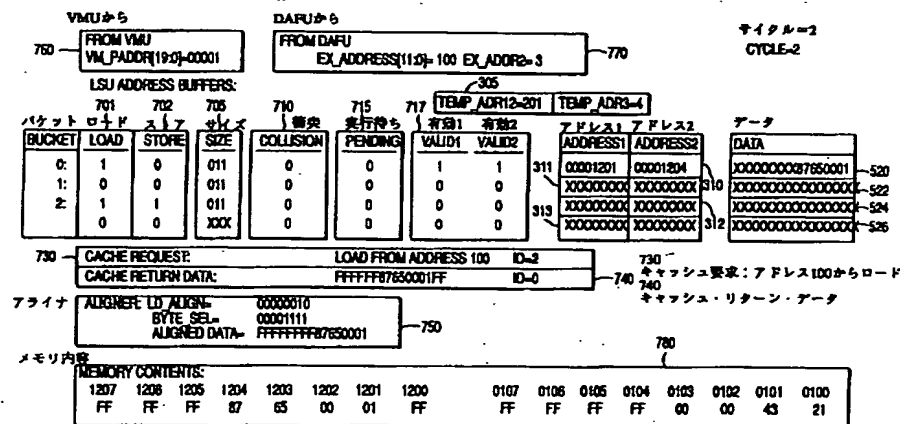 VMUから DAFUから
サイクル=2
CYCLE=2
760 FROM VMU
VM_PADDR[19:0]=00001
FROM DAFU
EX_ADDRESS[11:0]= 100 EX_ADDR2= 3
770
LSU ADDRESS BUFFERS:
305
TEMP_ADR12=201 TEMP_ADR3=4
701 702 705 710 715 717
バケット ロード ストア サイズ 衝突 実行待ち 有効1 有効2 アドレス1 アドレス2 データ
BUCKET LOAD STORE SIZE COLLISION PENDING VALID1 VALID2 ADDRESS1 ADDRESS2 DATA
0: 1 0 011 0 0 1 1 311 00001201 00001204 310 XXXXXXXX87650001 520
1: 0 0 011 0 0 0 0 XXXXXXXX XXXXXXXX XXXXXXXXXXXXXXXX 522
2: 1 1 011 0 0 0 0 313 XXXXXXXX XXXXXXXX 312 XXXXXXXXXXXXXXXX 524
0 0 XXX 0 0 0 0 XXXXXXXX XXXXXXXX XXXXXXXXXXXXXXXX 526
730 CACHE REQUEST: LOAD FROM ADDRESS 100 ID=2
CACHE RETURN DATA: FFFFFF87650001FF ID=0 740
730
キャッシュ要求：アドレス100からロード
740
キャッシュ・リターン・データ
アライナ
ALIGNER: LD_ALIGN= 00000010
BYTE_SEL= 00001111
ALIGNED DATA= FFFFFFFF87650001
750
メモリ内容
780
MEMORY CONTENTS:
1207 1206 1205 1204 1203 1202 1201 1200 0107 0106 0105 0104 0103 0102 0101 0100
FF FF FF 87 65 00 01 FF FF FF FF FF 00 00 43 21